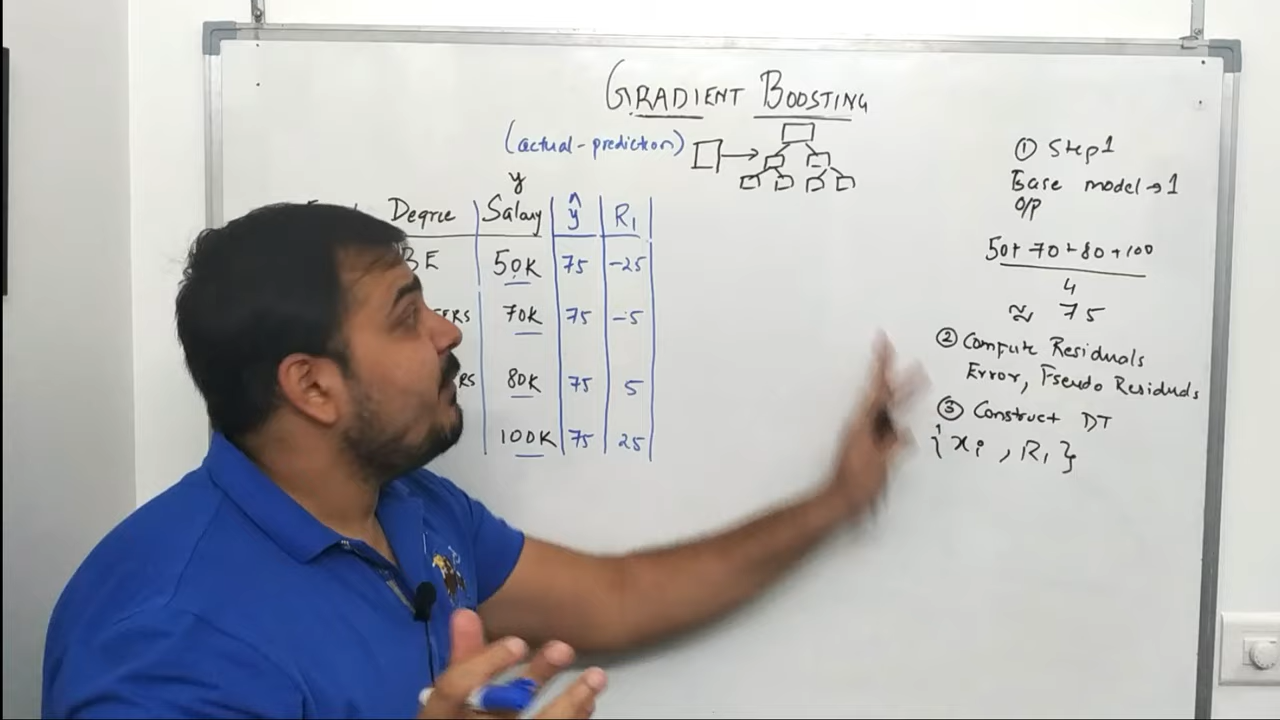 GRADIENT BOOSTING
(actual-prediction)
y
Degree Salary ŷ R1
BE 50K 75 -25
ERS 70K 75 -5
RS 80K 75 5
100K 75 25
① Step1
Base model → 1
O/P
50+70+80+100
4
≈ 75
② Compute Residuals
Error, Pseudo Residuals
③ Construct DT
{xi, R1}